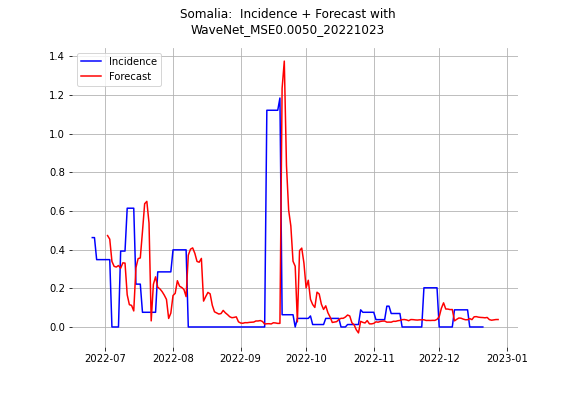 Somalia:  Incidence + Forecast with
WaveNet_MSE0.0050_20221023
Incidence
Forecast
1.4
1.2
1.0
0.8
0.6
0.4
0.2
0.0
2022-07 2022-08 2022-09 2022-10 2022-11 2022-12 2023-01